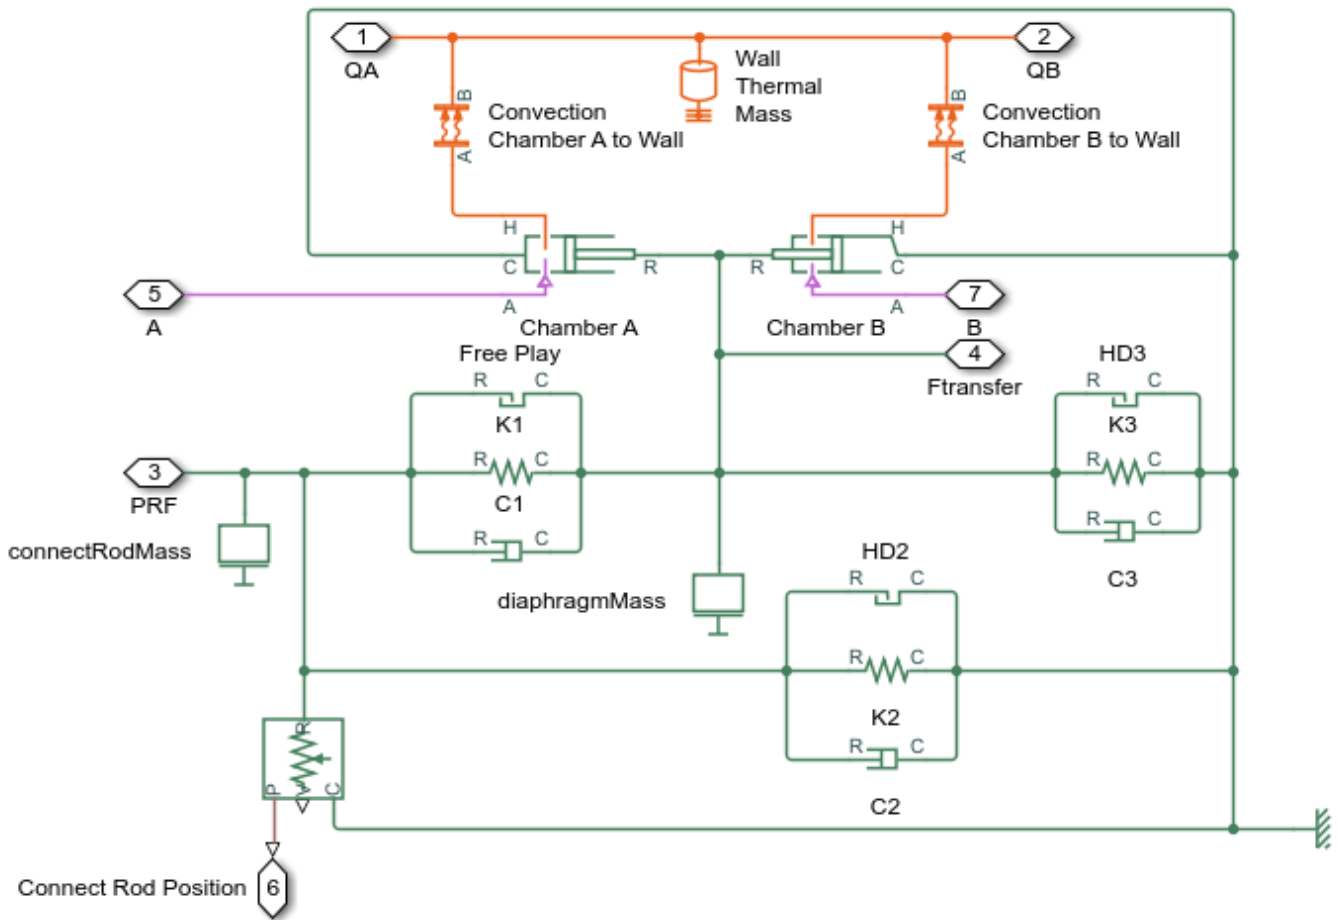 1
QA
2
QB
Wall
Thermal
Mass
B
A
Convection
Chamber A to Wall
B
A
Convection
Chamber B to Wall
H
C
R
A
Chamber A
R
H
C
A
Chamber B
5
A
7
B
4
Ftransfer
Free Play
R C
K1
R C
C1
R C
HD3
R C
K3
R C
R C
C3
3
PRF
connectRodMass
diaphragmMass
HD2
R C
R C
K2
R C
C2
R
P
V
C
Connect Rod Position
6